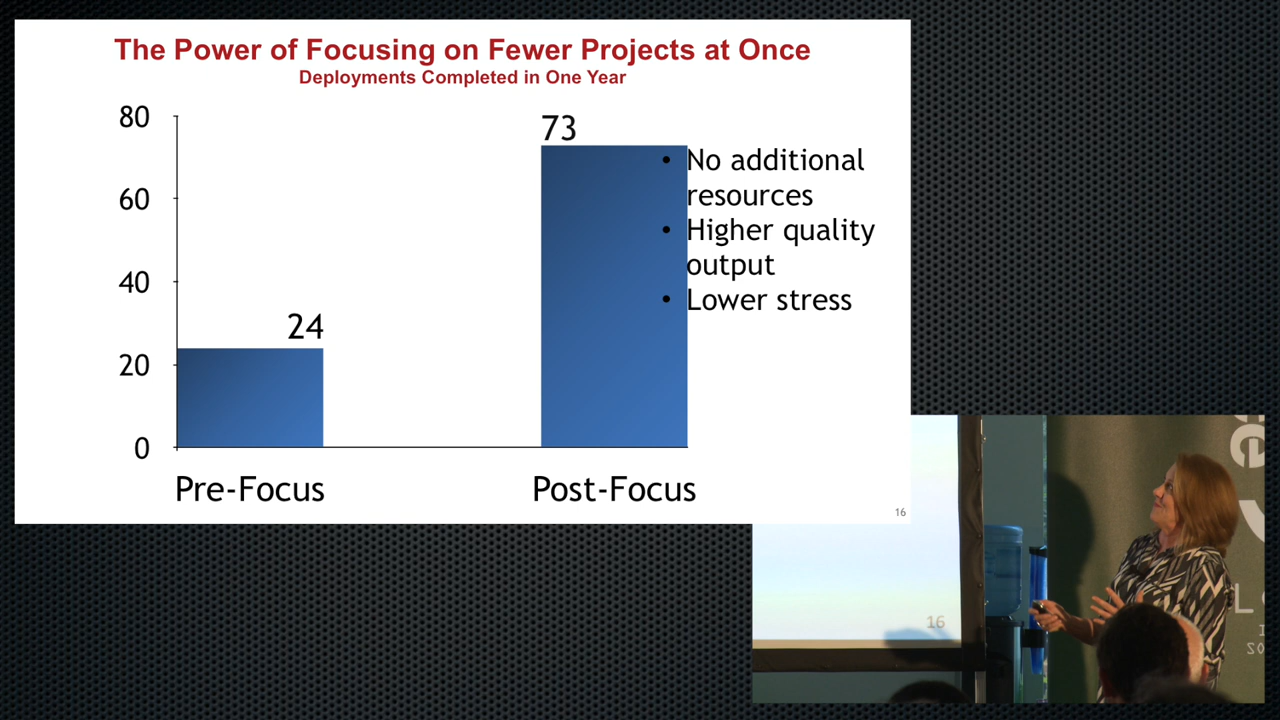 The Power of Focusing on Fewer Projects at Once
Deployments Completed in One Year
80
60
40
20
0
24
73
Pre-Focus
Post-Focus
• No additional
resources
• Higher quality
output
• Lower stress
16
16